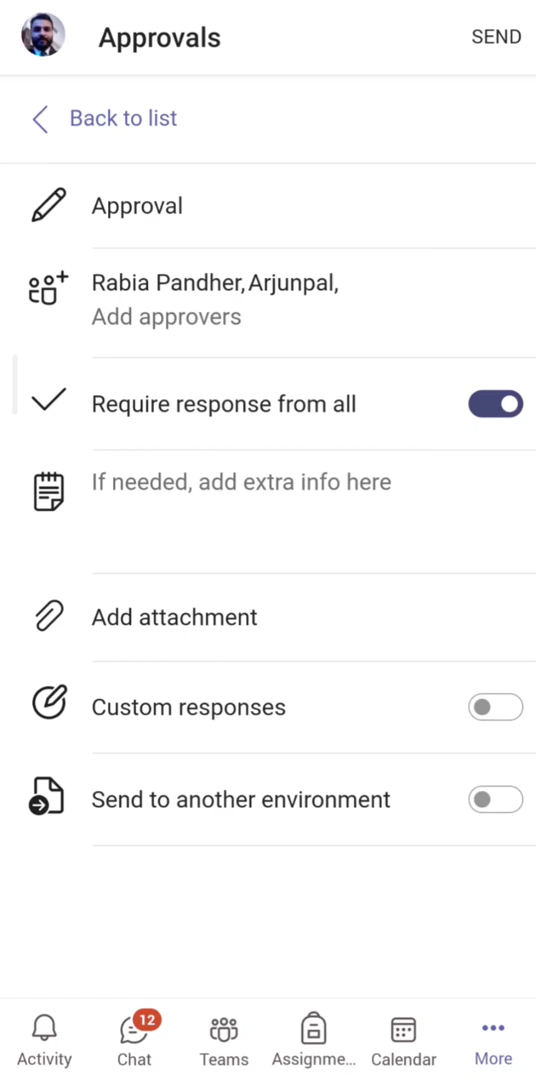 Approvals
SEND
Back to list
Approval
Rabia Pandher, Arjunpal,
Add approvers
Require response from all
If needed, add extra info here
Add attachment
Custom responses
Send to another environment
12
Activity
Chat
Teams
Assignme...
Calendar
More